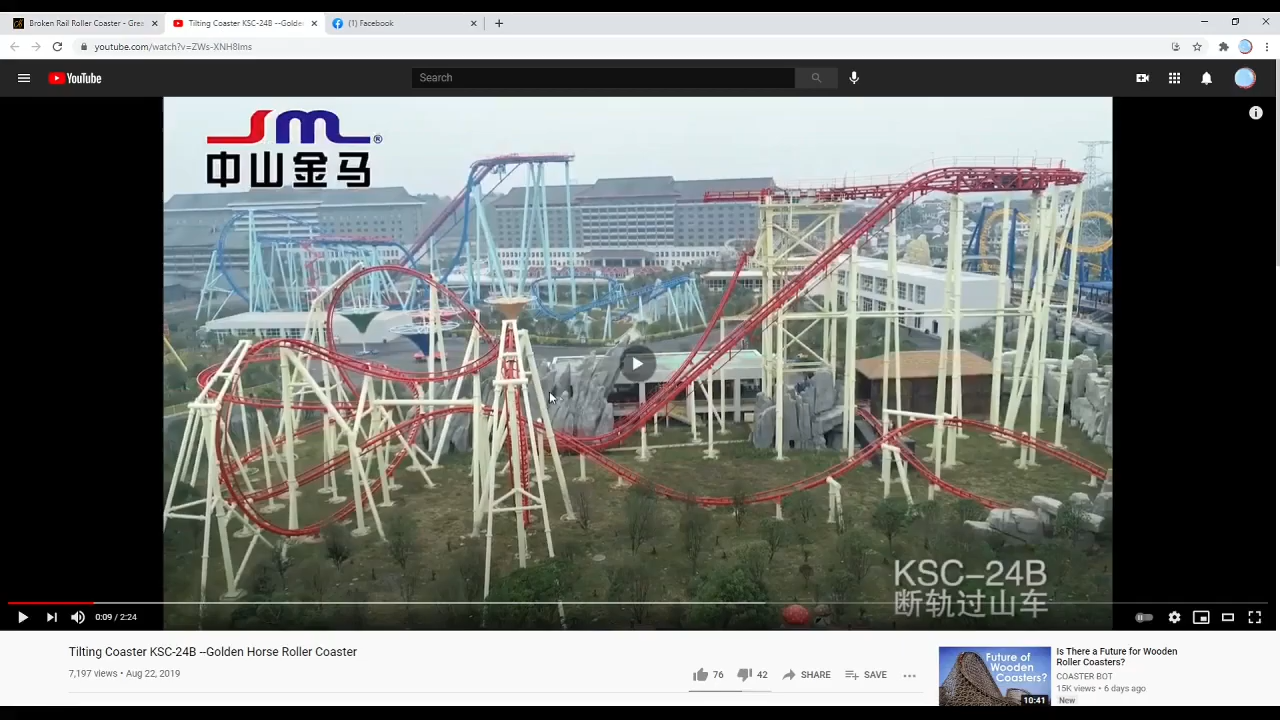 Broken Rail Roller Coaster - Grea
Tilting Coaster KSC-24B --Golden
(1) Facebook
youtube.com/watch?v=ZWs-XNH8lms
YouTube
Search
JM®
中山金马
KSC-24B
断轨过山车
0:09 / 2:24
Tilting Coaster KSC-24B --Golden Horse Roller Coaster
7,197 views • Aug 22, 2019
76
42
SHARE
SAVE
Future of
Wooden
Coasters?
10:41
Is There a Future for Wooden
Roller Coasters?
COASTER BOT
15K views • 6 days ago
New